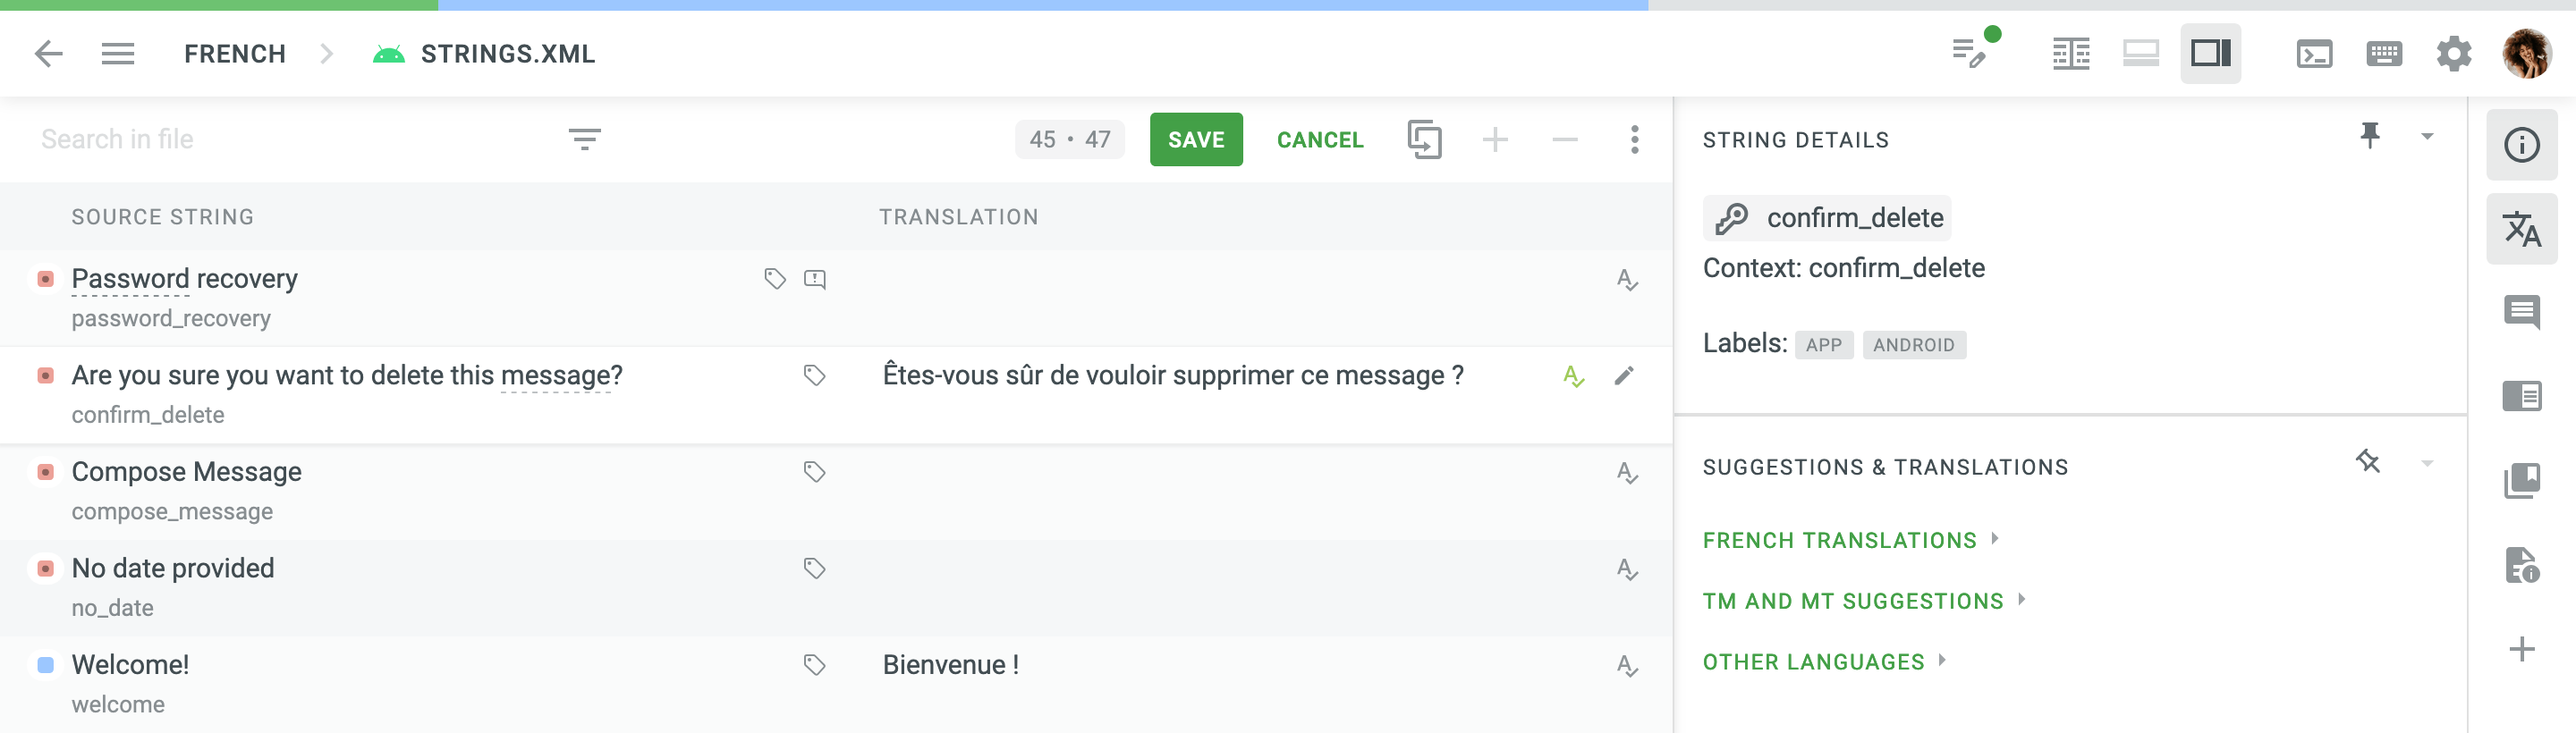 FRENCH STRINGS.XML
Search in file
45 • 47 SAVE CANCEL
SOURCE STRING TRANSLATION
Password recovery
password_recovery
Are you sure you want to delete this message? Êtes-vous sûr de vouloir supprimer ce message ?
confirm_delete
Compose Message
compose_message
No date provided
no_date
Welcome! Bienvenue !
welcome
STRING DETAILS
confirm_delete
Context: confirm_delete
Labels: APP ANDROID
SUGGESTIONS & TRANSLATIONS
FRENCH TRANSLATIONS
TM AND MT SUGGESTIONS
OTHER LANGUAGES